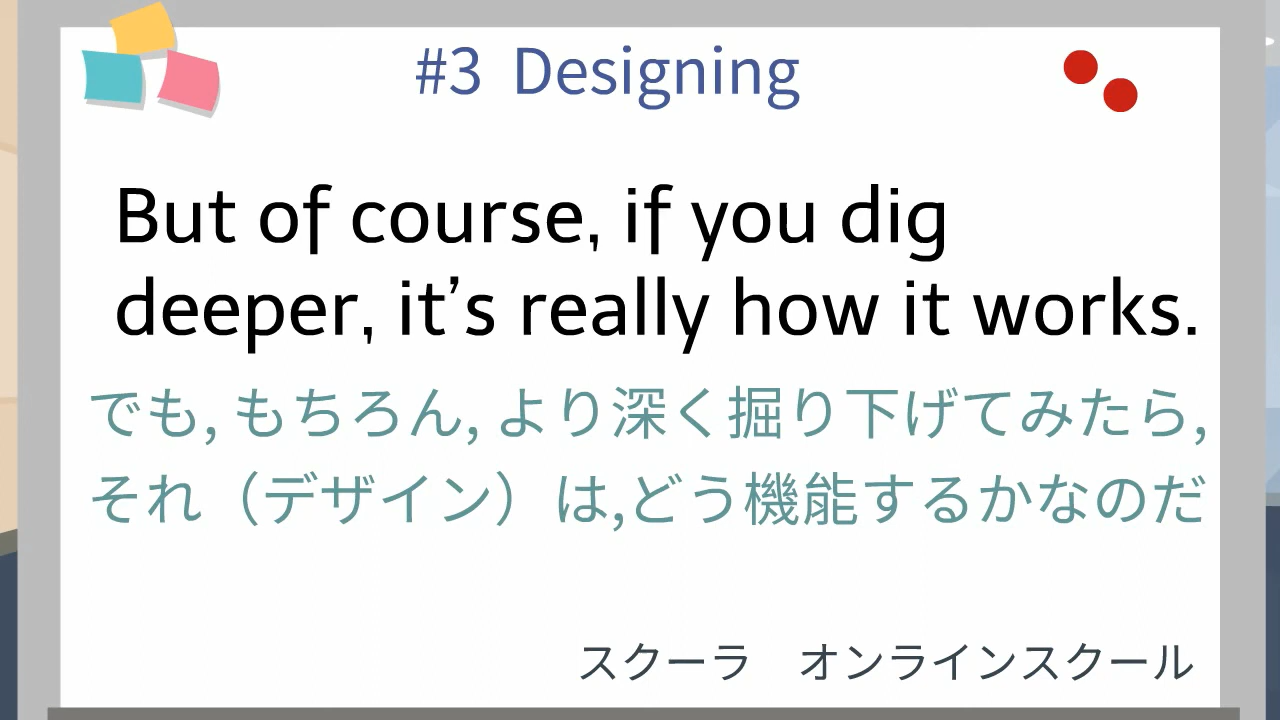 #3 Designing
But of course, if you dig
deeper, it’s really how it works.
でも, もちろん, より深く掘り下げてみたら,
それ（デザイン）は,どう機能するかなのだ
スクーラ　オンラインスクール